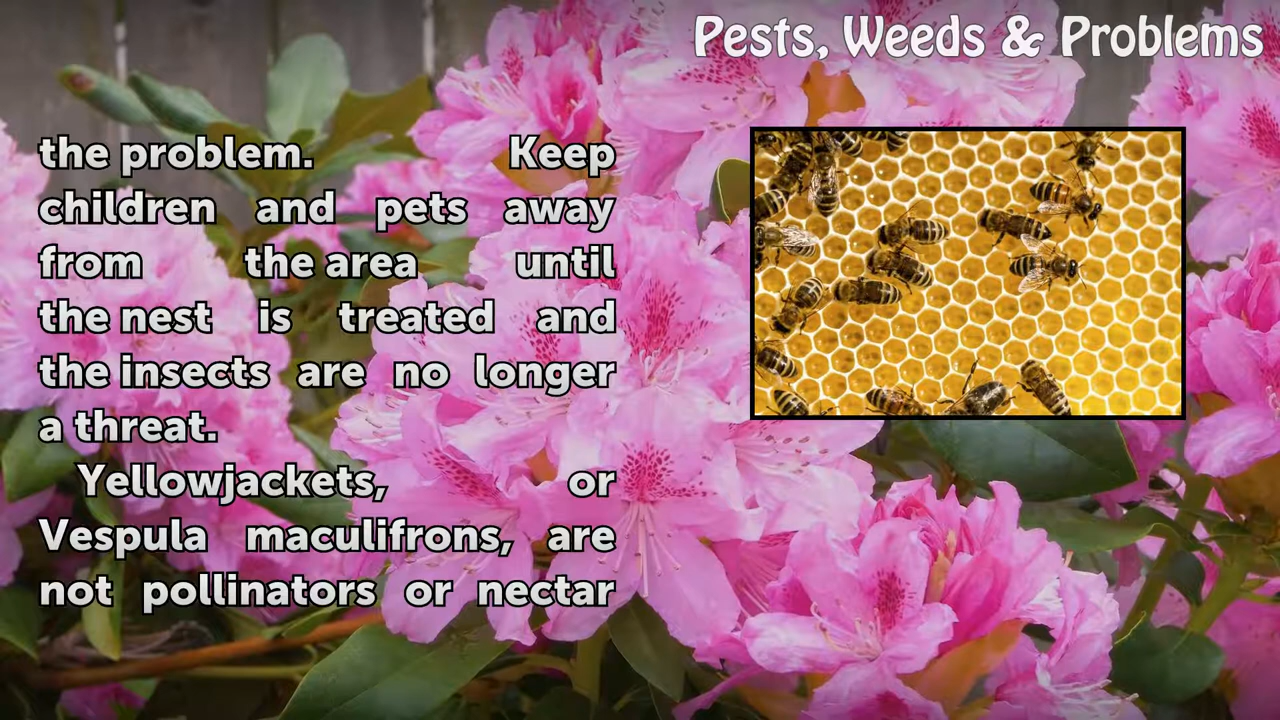 Pests, Weeds & Problems
the problem. Keep
children and pets away
from the area until
the nest is treated and
the insects are no longer
a threat.
Yellowjackets, or
Vespula maculifrons, are
not pollinators or nectar